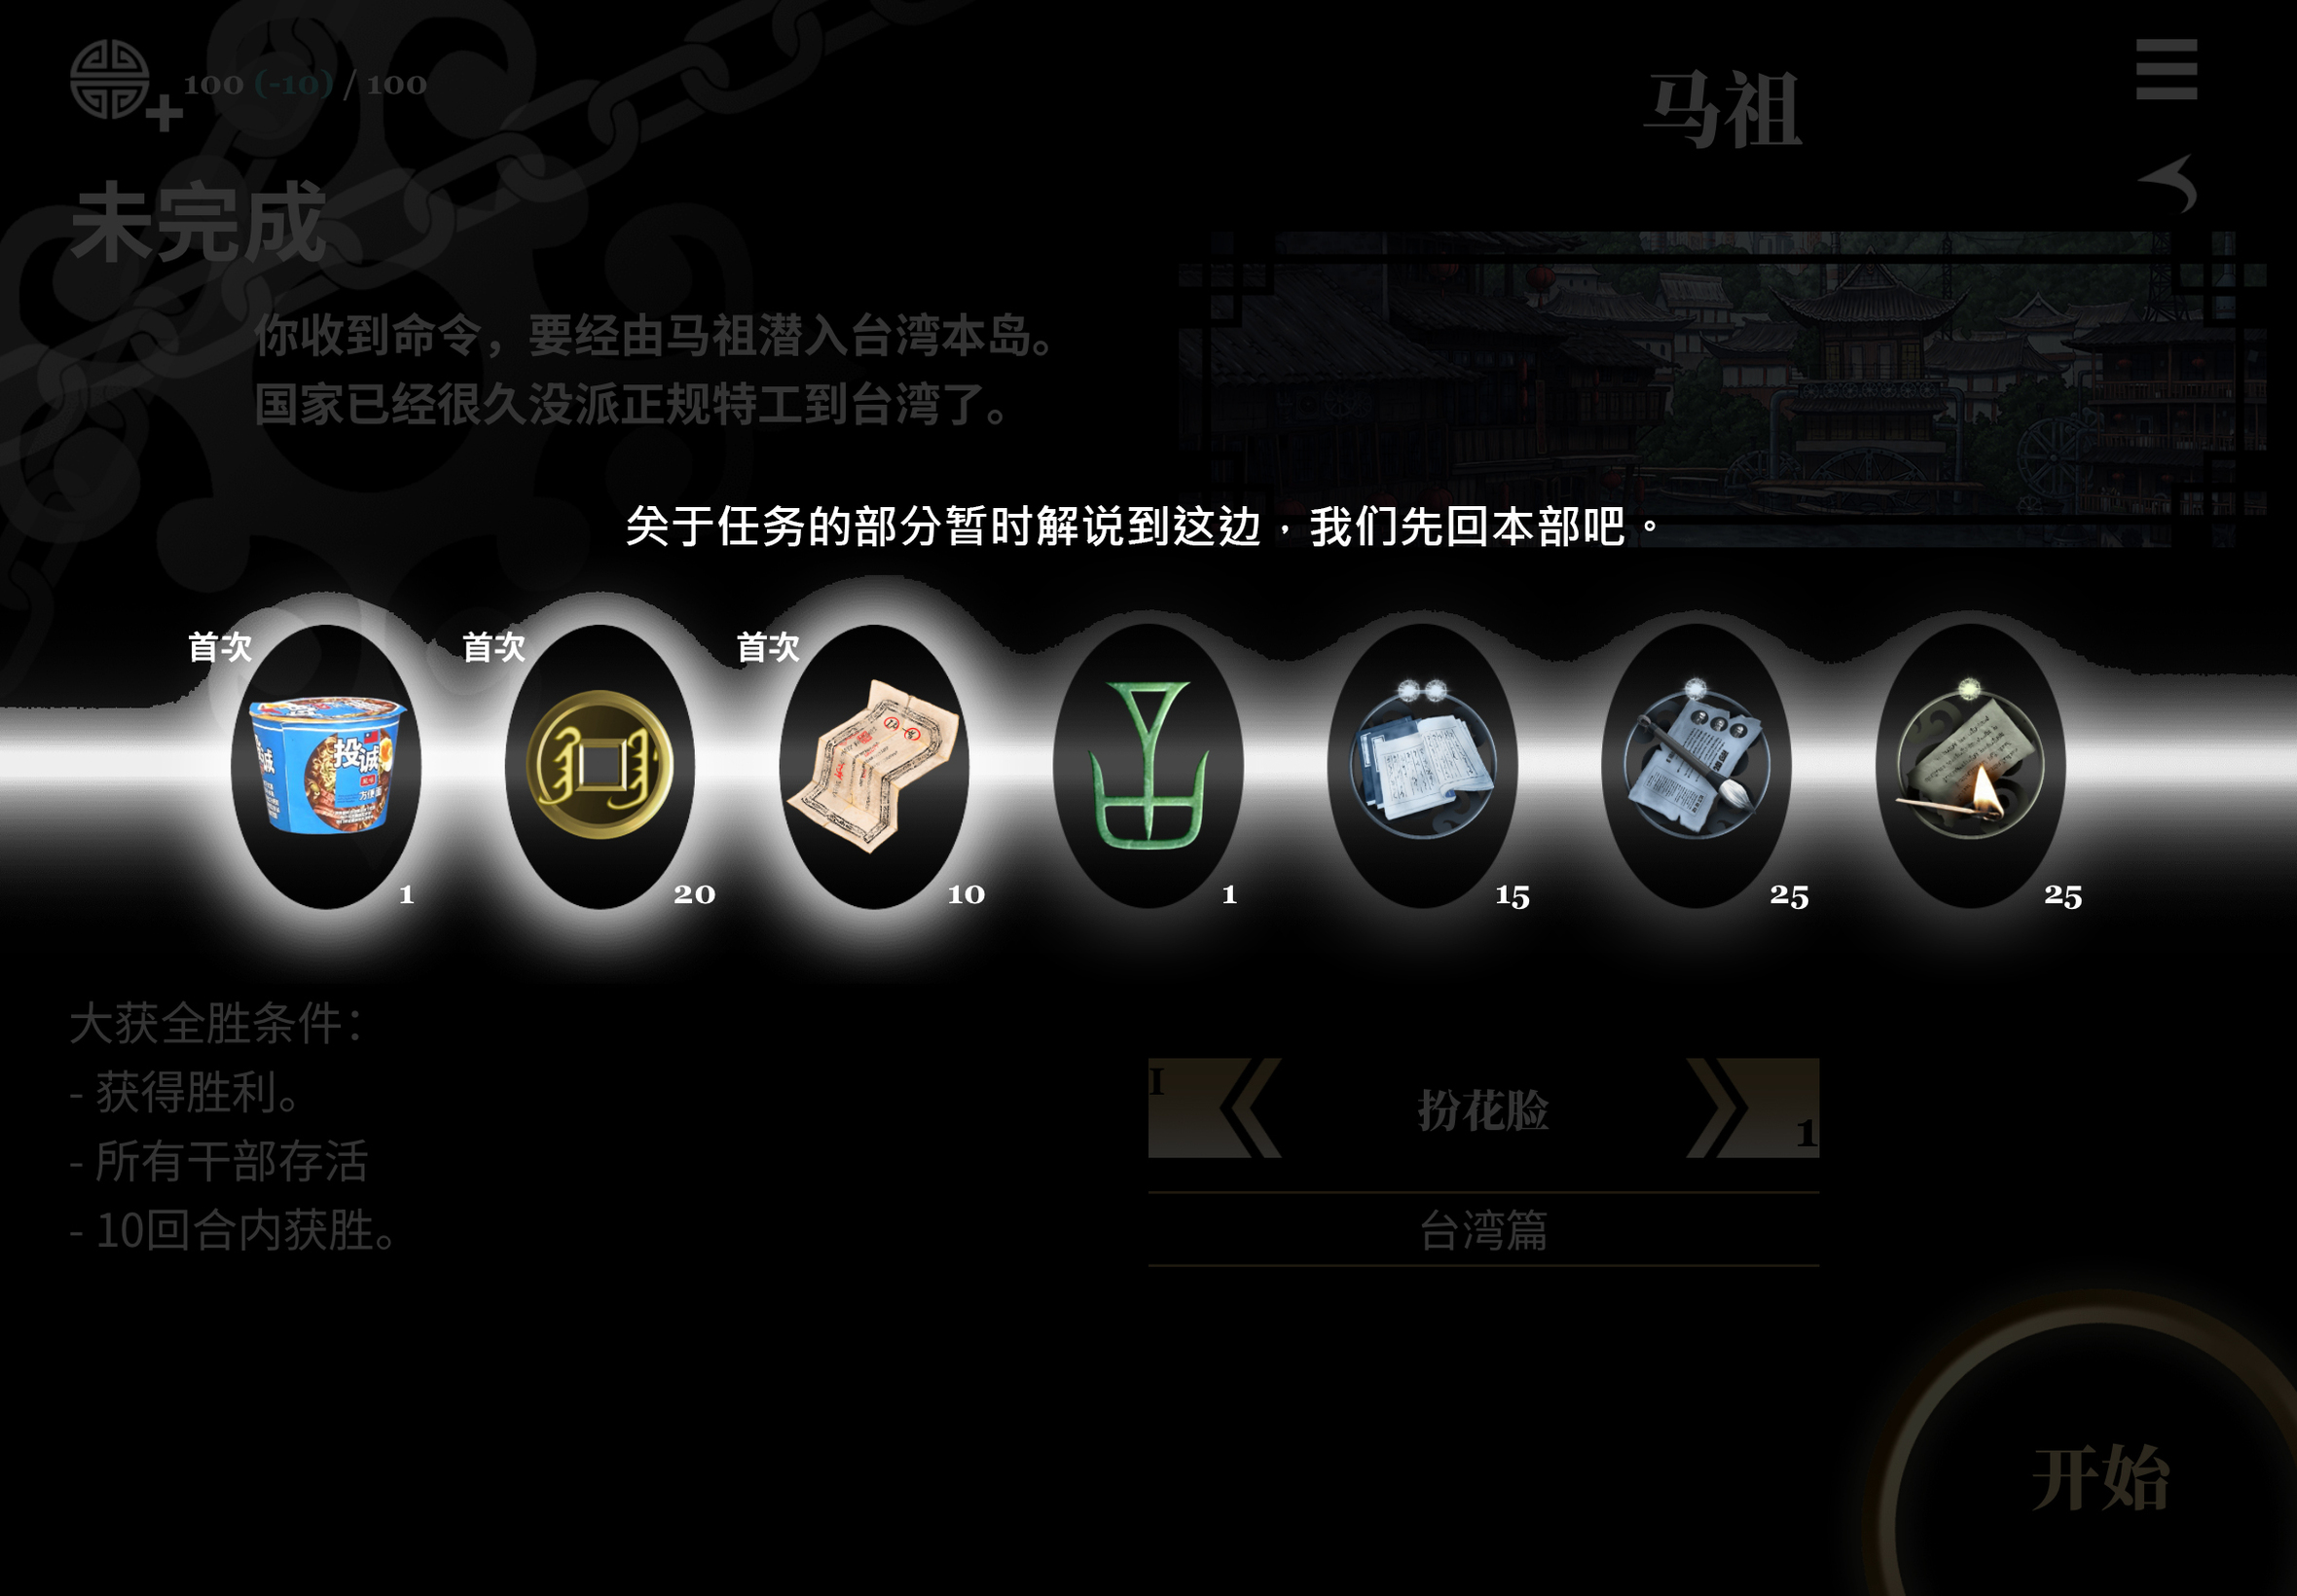 100 (-10) / 100
马祖
未完成
你收到命令，要经由马祖潜入台湾本岛。
国家已经很久没派正规特工到台湾了。
关于任务的部分暂时解说到这边，我们先回本部吧。
首次
首次
首次
投诚
方便面
1
20
10
1
15
25
25
大获全胜条件：
- 获得胜利。
- 所有干部存活
- 10回合内获胜。
I
扮花脸
1
台湾篇
开始